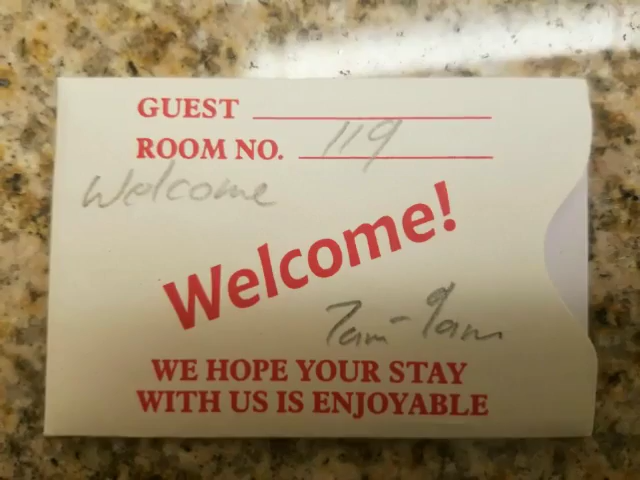 GUEST
ROOM NO. 119
Welcome
Welcome!
7am - 9am
WE HOPE YOUR STAY
WITH US IS ENJOYABLE